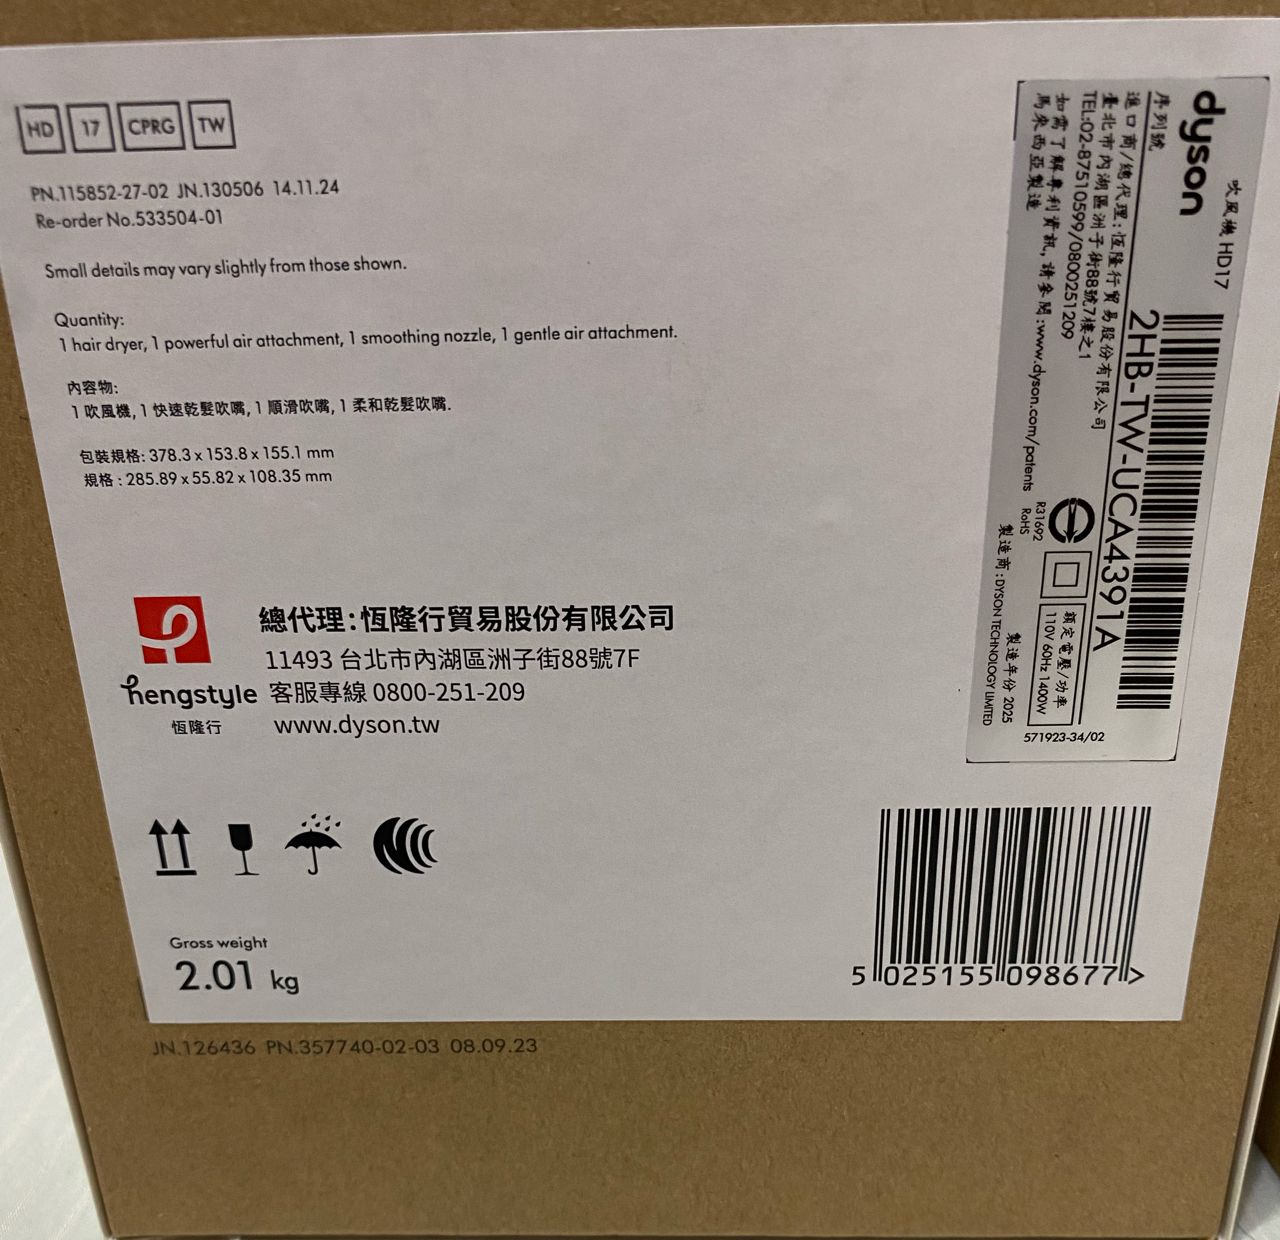 HD 17 CPRG TW
PN.115852-27-02 JN.130506 14.11.24
Re-order No.533504-01
Small details may vary slightly from those shown.
Quantity:
1 hair dryer, 1 powerful air attachment, 1 smoothing nozzle, 1 gentle air attachment.
內容物:
1 吹風機, 1 快速乾髮吹嘴, 1 順滑吹嘴, 1 柔和乾髮吹嘴.
包裝規格: 378.3 x 153.8 x 155.1 mm
規格 : 285.89 x 55.82 x 108.35 mm
hengstyle
恆隆行
總代理:恆隆行貿易股份有限公司
11493 台北市內湖區洲子街88號7F
客服專線 0800-251-209
www.dyson.tw
Gross weight
2.01 kg
吹風機 HD17
dyson
序列號
2HB-TW-UCA4391A
進口商/總代理:恆隆行貿易股份有限公司
臺北市內湖區洲子街88號7樓之1
TEL:02-87510599/0800251209
如需了解專利資訊, 請參閱:www.dyson.com/patents
馬來西亞製造
R31692
RoHS
額定電壓/功率
110V 60Hz 1400W
製造年份 2025
製造商:DYSON TECHNOLOGY LIMITED
571923-34/02
5 025155 098677 >
JN.126436 PN.357740-02-03 08.09.23